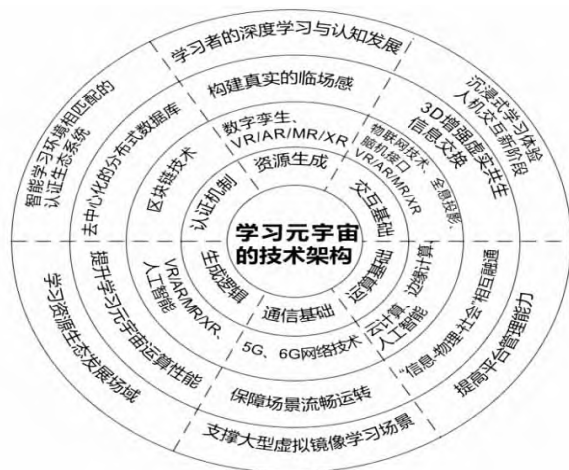 学习元宇宙
的技术架构
资源生成
数字孪生、
VR/AR/MR/XR
构建真实的临场感
学习者的深度学习与认知发展
交互基础
物联网技术、全息投影、
脑机接口
VR/AR/MR/XR
3D增强虚实共生
信息交换
沉浸式学习体验
人机交互新阶段
运算基础
云计算、边缘计算、
人工智能
“信息-物理-社会”相互融通
提高平台管理能力
通信基础
5G、6G网络技术
保障场景流畅运转
支撑大型虚拟镜像学习场景
生成逻辑
VR/AR/MR/XR、
人工智能
提升学习元宇宙运算性能
学习资源生态发展场域
认证机制
区块链技术
去中心化的分布式数据库
智能学习环境相匹配的
认证生态系统